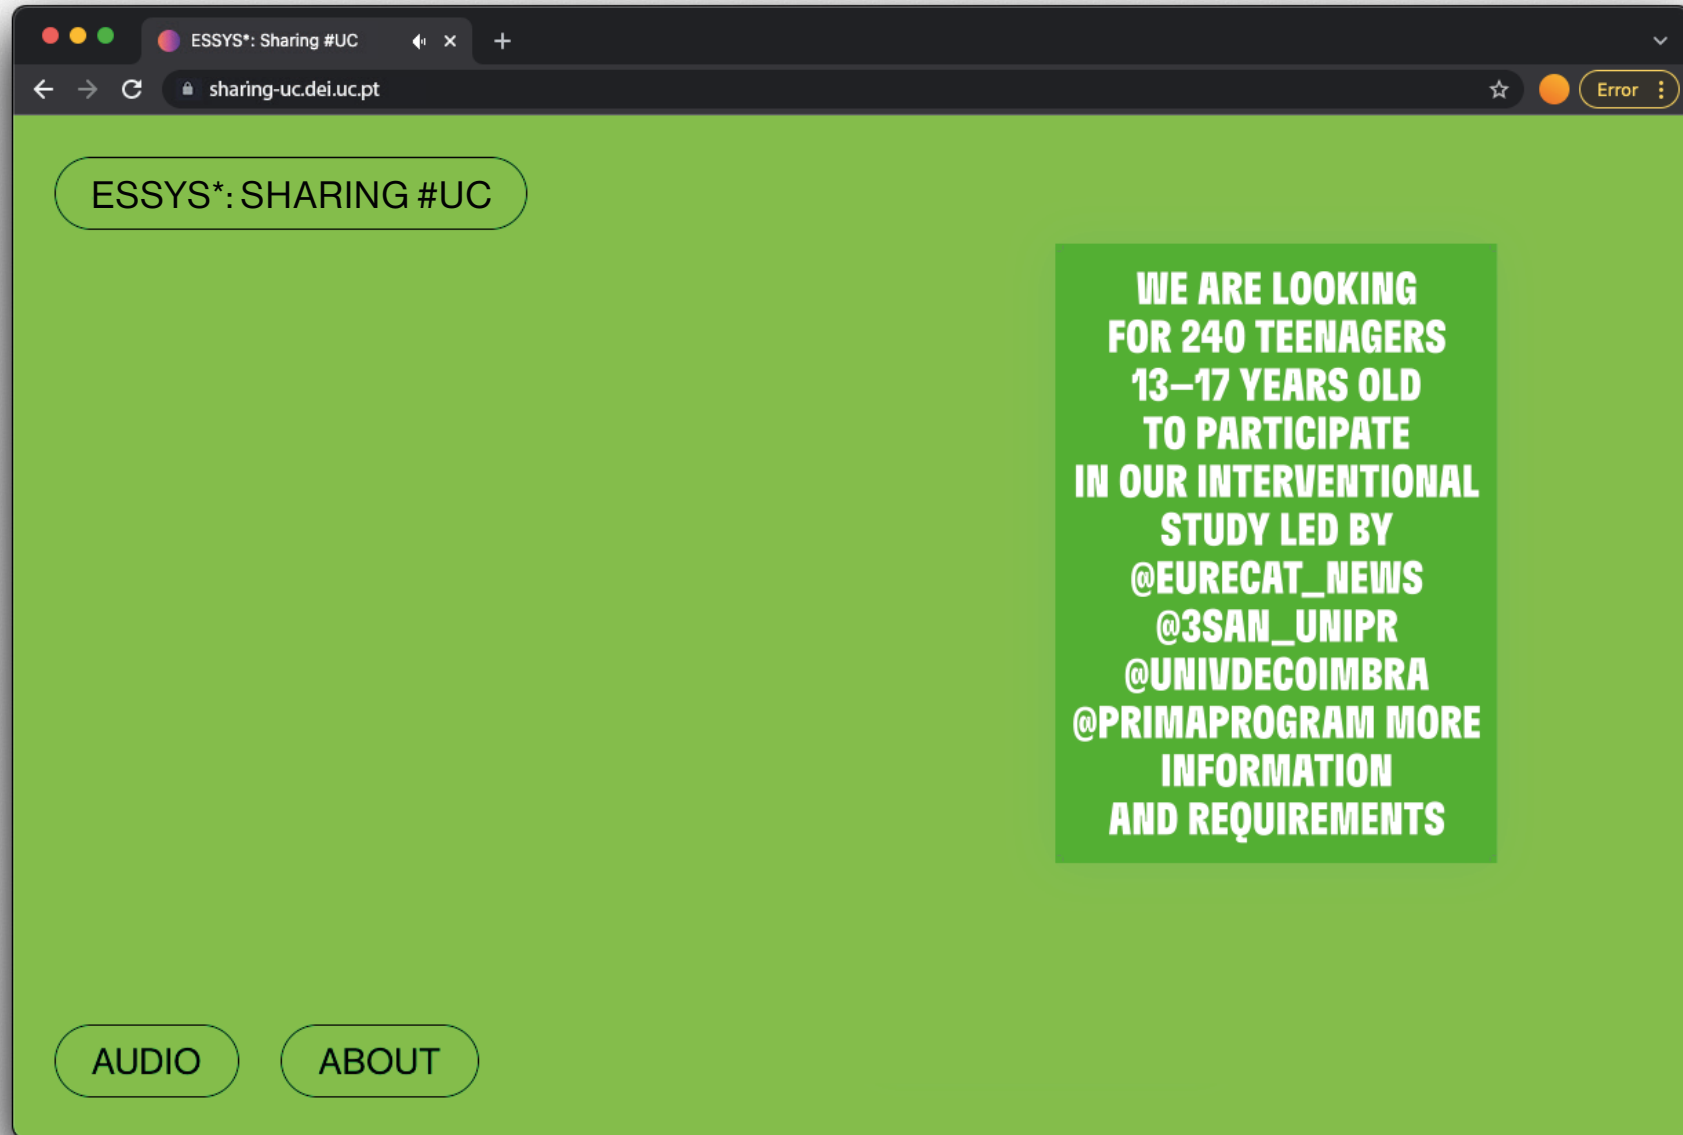 ESSYS*: Sharing #UC
sharing-uc.dei.uc.pt
Error
ESSYS*: SHARING #UC
WE ARE LOOKING
FOR 240 TEENAGERS
13–17 YEARS OLD
TO PARTICIPATE
IN OUR INTERVENTIONAL
STUDY LED BY
@EURECAT_NEWS
@3SAN_UNIPR
@UNIVDECOIMBRA
@PRIMAPROGRAM MORE
INFORMATION
AND REQUIREMENTS
AUDIO
ABOUT